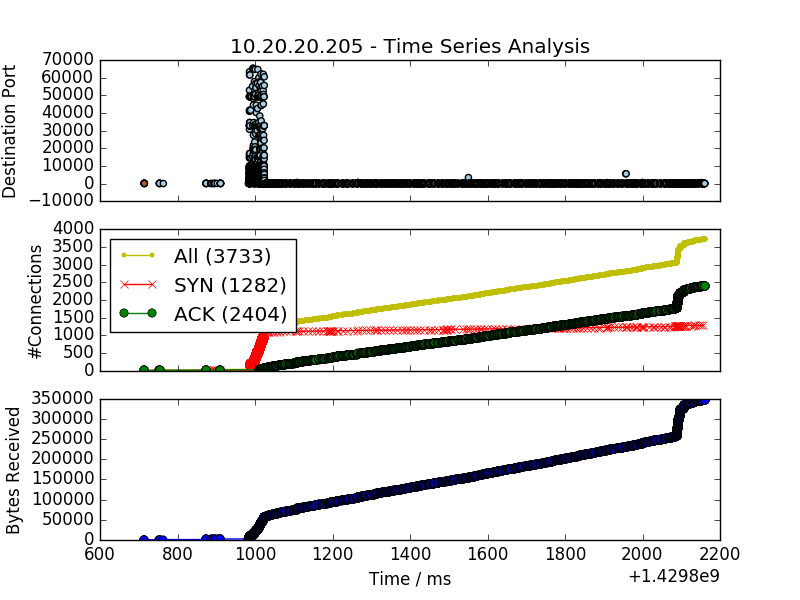 10.20.20.205 - Time Series Analysis
70000
60000
50000
40000
30000
20000
10000
0
−10000
Destination Port
4000
3500
3000
2500
2000
1500
1000
500
0
#Connections
All (3733)
SYN (1282)
ACK (2404)
350000
300000
250000
200000
150000
100000
50000
0
Bytes Received
600 800 1000 1200 1400 1600 1800 2000 2200
Time / ms
+1.4298e9